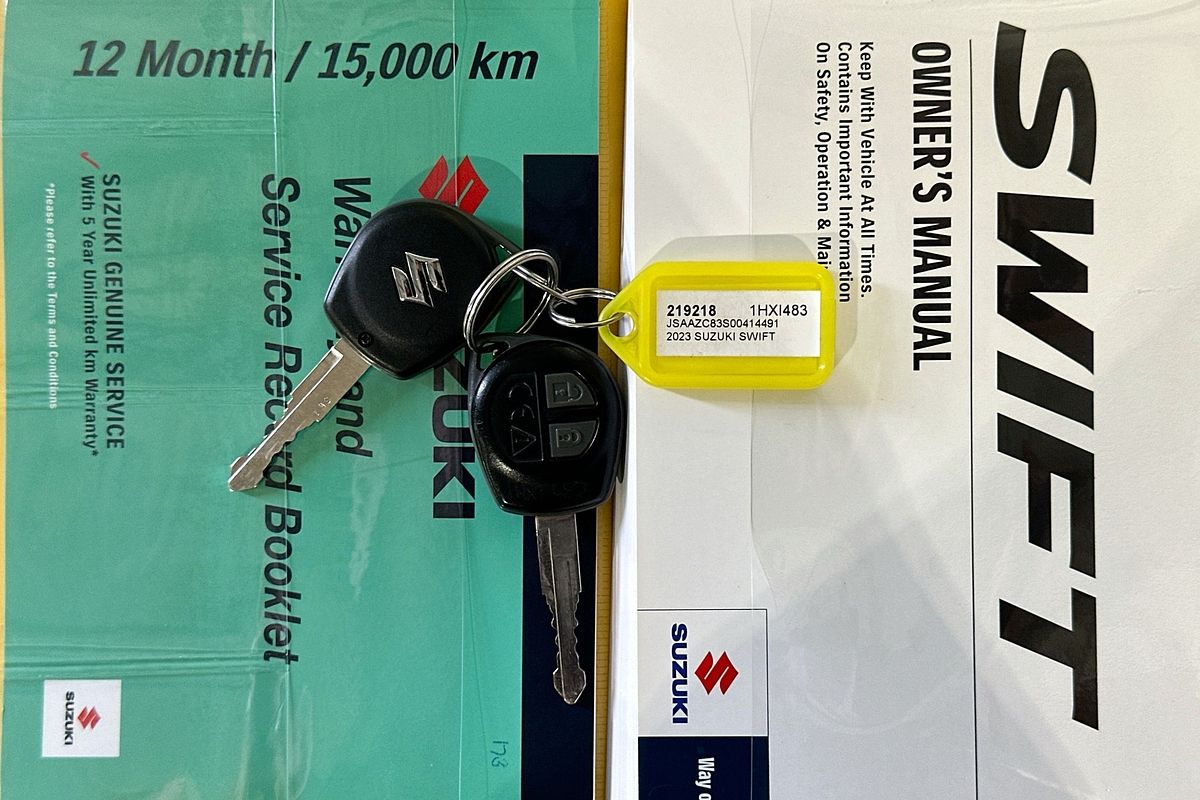 12 Month / 15,000 km
SUZUKI
Service Record Booklet
✓ SUZUKI GENUINE SERVICE
With 5 Year Unlimited km Warranty*
*Please refer to the Terms and Conditions
SUZUKI
173
219218 1HXI483
JSAAZC83S00414491
2023 SUZUKI SWIFT
SWIFT
OWNER'S MANUAL
Keep With Vehicle At All Times.
Contains Important Information
On Safety, Operation &
SUZUKI
Way